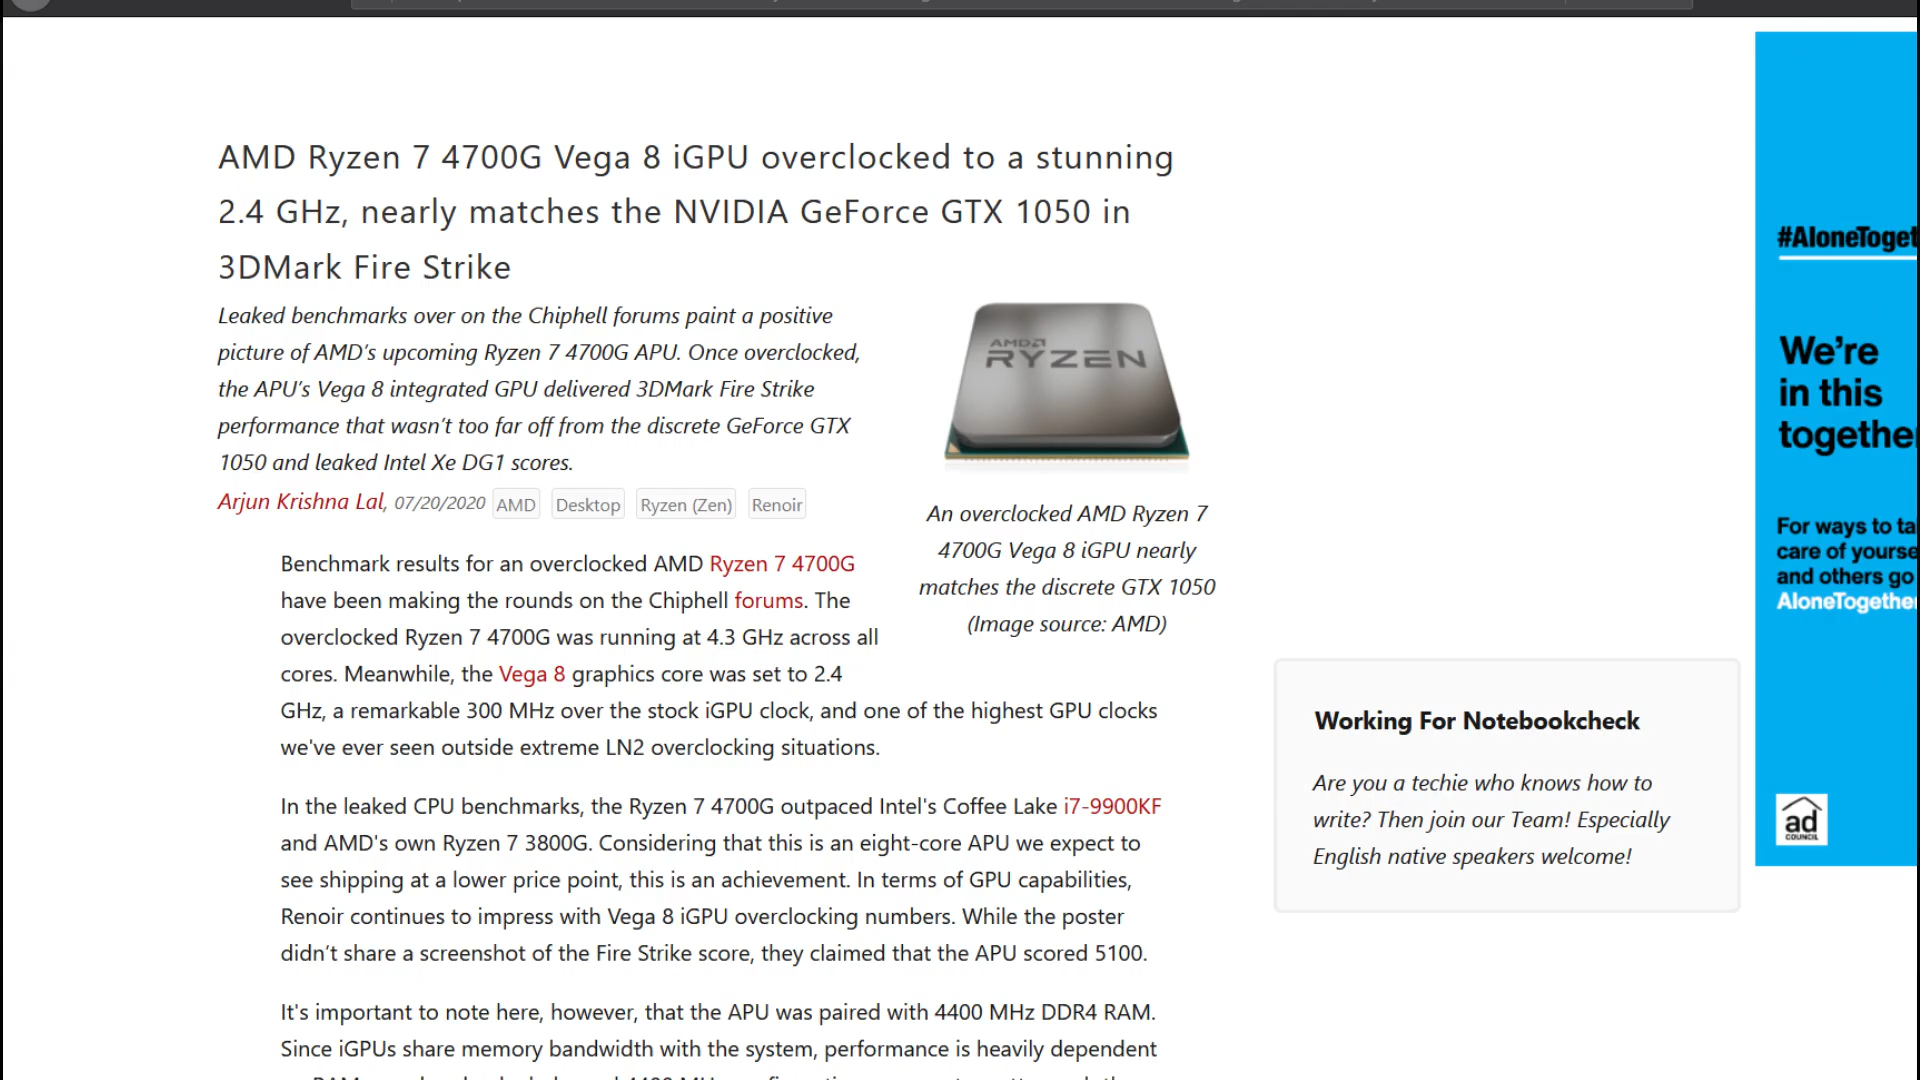 AMD Ryzen 7 4700G Vega 8 iGPU overclocked to a stunning
2.4 GHz, nearly matches the NVIDIA GeForce GTX 1050 in
3DMark Fire Strike
Leaked benchmarks over on the Chiphell forums paint a positive
picture of AMD’s upcoming Ryzen 7 4700G APU. Once overclocked,
the APU’s Vega 8 integrated GPU delivered 3DMark Fire Strike
performance that wasn’t too far off from the discrete GeForce GTX
1050 and leaked Intel Xe DG1 scores.
Arjun Krishna Lal, 07/20/2020 AMD Desktop Ryzen (Zen) Renoir
AMD
RYZEN
An overclocked AMD Ryzen 7
4700G Vega 8 iGPU nearly
matches the discrete GTX 1050
(Image source: AMD)
Benchmark results for an overclocked AMD Ryzen 7 4700G
have been making the rounds on the Chiphell forums. The
overclocked Ryzen 7 4700G was running at 4.3 GHz across all
cores. Meanwhile, the Vega 8 graphics core was set to 2.4
GHz, a remarkable 300 MHz over the stock iGPU clock, and one of the highest GPU clocks
we've ever seen outside extreme LN2 overclocking situations.
In the leaked CPU benchmarks, the Ryzen 7 4700G outpaced Intel's Coffee Lake i7-9900KF
and AMD's own Ryzen 7 3800G. Considering that this is an eight-core APU we expect to
see shipping at a lower price point, this is an achievement. In terms of GPU capabilities,
Renoir continues to impress with Vega 8 iGPU overclocking numbers. While the poster
didn’t share a screenshot of the Fire Strike score, they claimed that the APU scored 5100.
It's important to note here, however, that the APU was paired with 4400 MHz DDR4 RAM.
Since iGPUs share memory bandwidth with the system, performance is heavily dependent
Working For Notebookcheck
Are you a techie who knows how to
write? Then join our Team! Especially
English native speakers welcome!
#AloneToget
We’re
in this
together
For ways to ta
care of yourse
and others go
AloneTogether
ad
COUNCIL